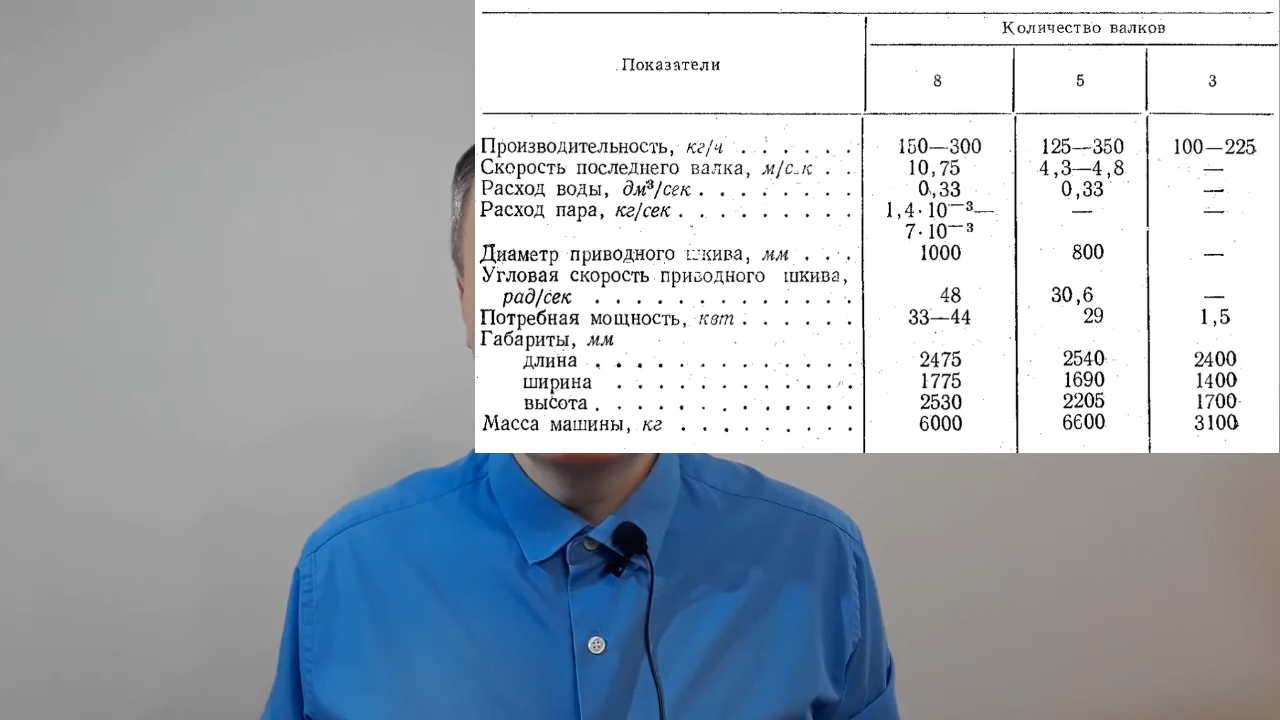 Показатели
Количество валков
8 5 3
Производительность, кг/ч . . . . . . 150—300 125—350 100—225
Скорость последнего валка, м/сек . . 10,75 4,3—4,8 —
Расход воды, дм³/сек . . . . . . . . 0,33 0,33 —
Расход пара, кг/сек . . . . . . . . . 1,4·10⁻³— — —
7·10⁻³
Диаметр приводного шкива, мм . . . 1000 800 —
Угловая скорость приводного шкива,
рад/сек . . . . . . . . . . . . . 48 30,6 —
Потребная мощность, квт . . . . . . 33—44 29 1,5
Габариты, мм
длина . . . . . . . . . . . . . 2475 2540 2400
ширина . . . . . . . . . . . . 1775 1690 1400
высота . . . . . . . . . . . . . 2530 2205 1700
Масса машины, кг . . . . . . . . . 6000 6600 3100